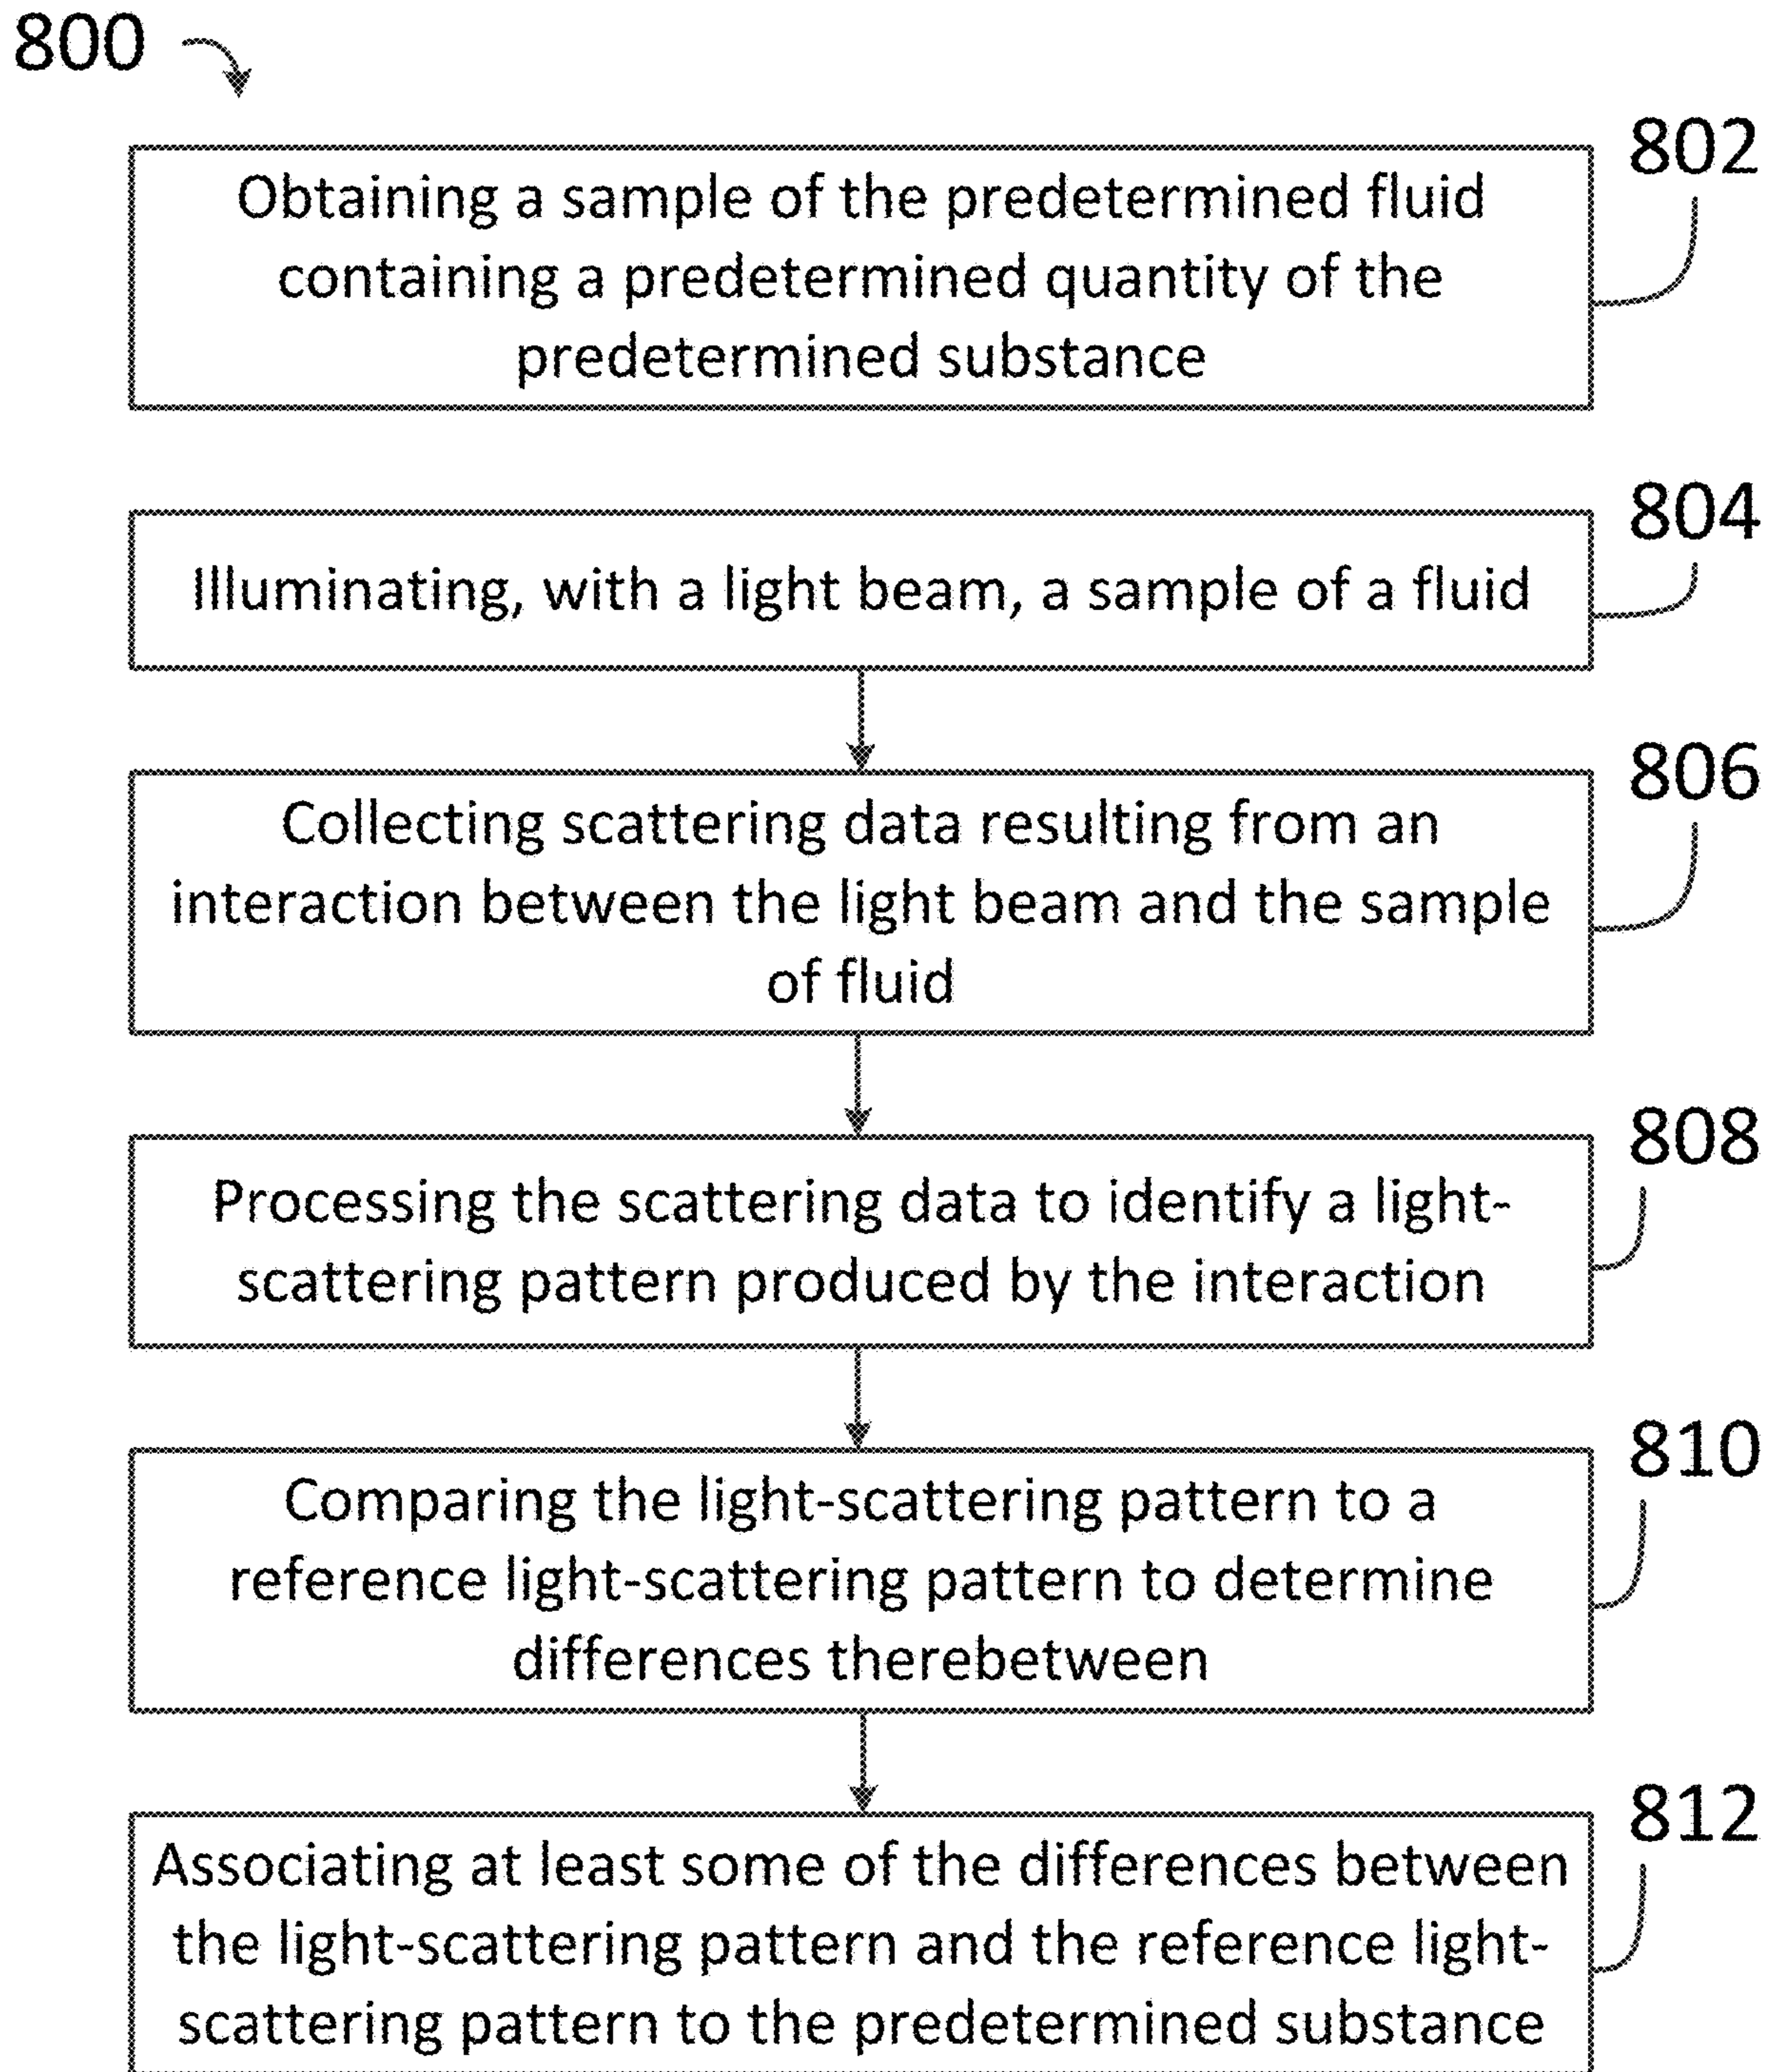 800
802
Obtaining a sample of the predetermined fluid
containing a predetermined quantity of the
predetermined substance
804
Illuminating, with a light beam, a sample of a fluid
806
Collecting scattering data resulting from an
interaction between the light beam and the sample
of fluid
808
Processing the scattering data to identify a light-
scattering pattern produced by the interaction
810
Comparing the light-scattering pattern to a
reference light-scattering pattern to determine
differences therebetween
812
Associating at least some of the differences between
the light-scattering pattern and the reference light-
scattering pattern to the predetermined substance